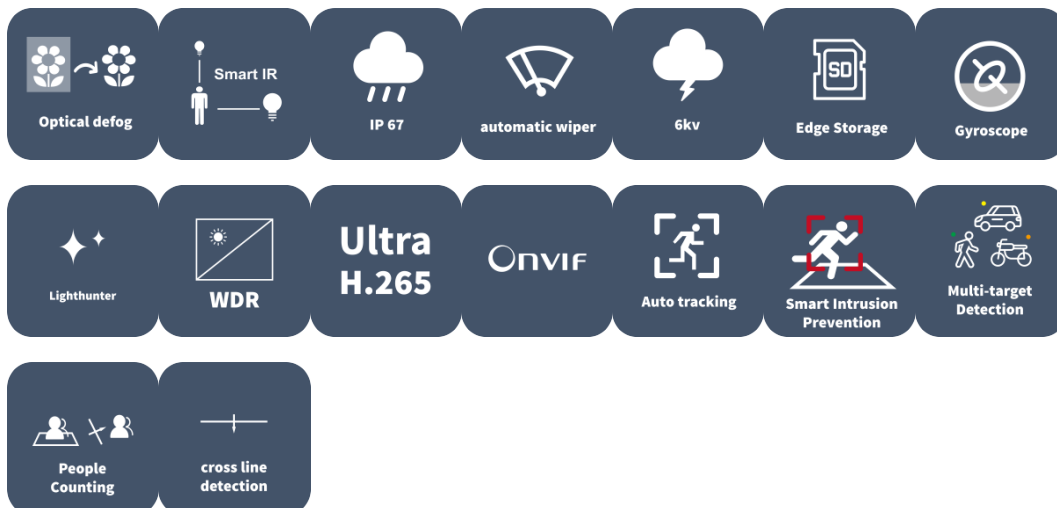 Optical defog
Smart IR
IP 67
automatic wiper
6kv
SD
Edge Storage
Gyroscope
Lighthunter
WDR
Ultra
H.265
ONVIF
Auto tracking
Smart Intrusion
Prevention
Multi-target
Detection
People
Counting
cross line
detection